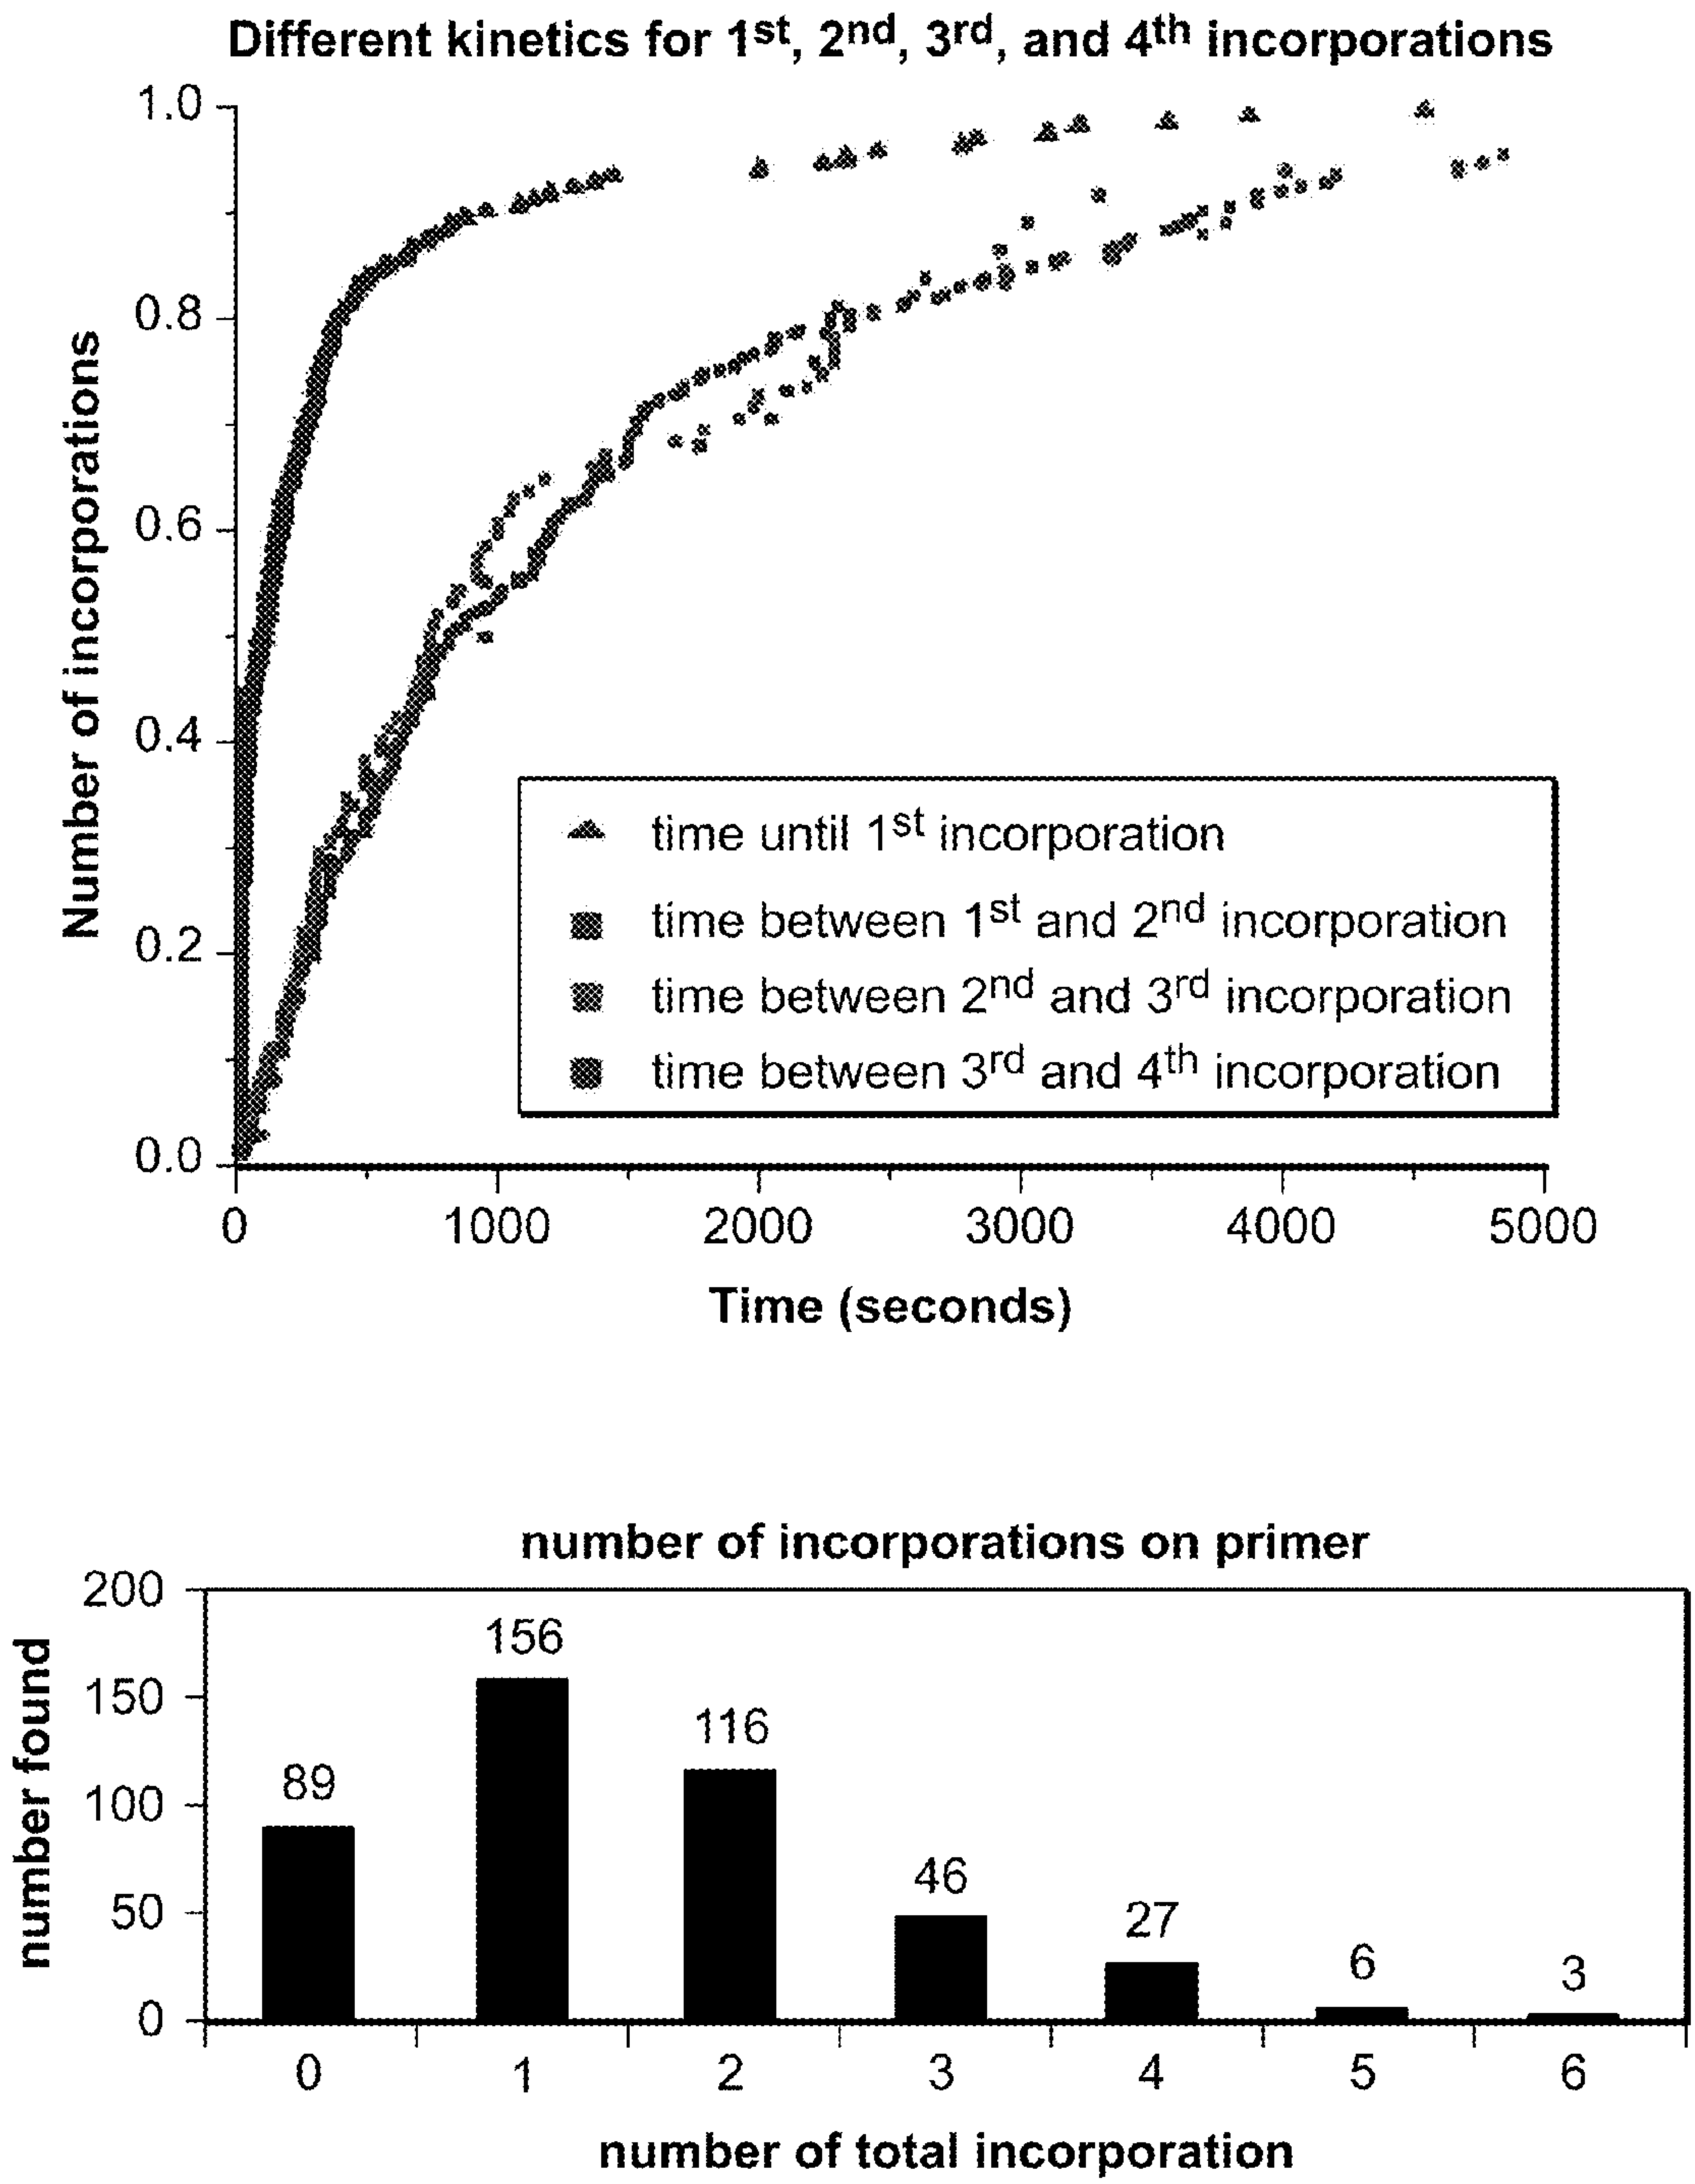 Different kinetics for 1st, 2nd, 3rd, and 4th incorporations
Number of incorporations
1.0
0.8
0.6
0.4
0.2
0.0
time until 1st incorporation
time between 1st and 2nd incorporation
time between 2nd and 3rd incorporation
time between 3rd and 4th incorporation
0 1000 2000 3000 4000 5000
Time (seconds)
number of incorporations on primer
number found
200
150
100
50
0
89 156 116 46 27 6 3
0 1 2 3 4 5 6
number of total incorporation